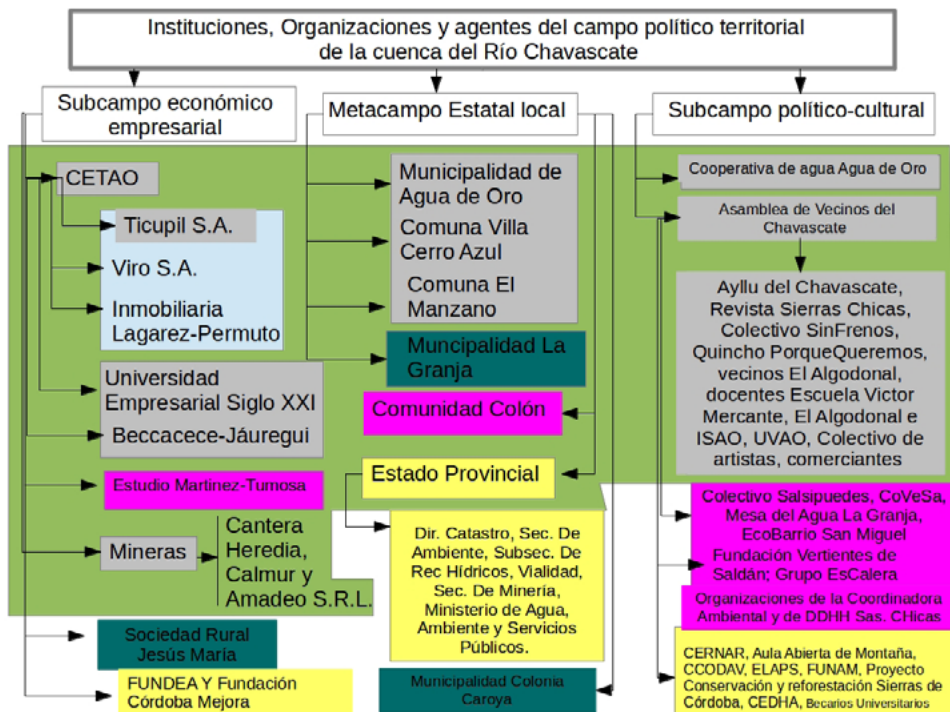 Instituciones, Organizaciones y agentes del campo político territorial
de la cuenca del Río Chavascate
Subcampo económico
empresarial
CETAO
Ticupil S.A.
Viro S.A.
Inmobiliaria
Lagarez-Permuto
Universidad
Empresarial Siglo XXI
Beccacece-Jáuregui
Estudio Martinez-Tumosa
Mineras
Cantera
Heredia,
Calmur y
Amadeo S.R.L.
Sociedad Rural
Jesús María
FUNDEA Y Fundación
Córdoba Mejora
Metacampo Estatal local
Municipalidad de
Agua de Oro
Comuna Villa
Cerro Azul
Comuna El
Manzano
Muncipalidad La
Granja
Comunidad Colón
Estado Provincial
Dir. Catastro, Sec. De
Ambiente, Subsec. De
Rec Hídricos, Vialidad,
Sec. De Minería,
Ministerio de Agua,
Ambiente y Servicios
Públicos.
Municipalidad Colonia
Caroya
Subcampo político-cultural
Cooperativa de agua Agua de Oro
Asamblea de Vecinos del
Chavascate
Ayllu del Chavascate,
Revista Sierras Chicas,
Colectivo SinFrenos,
Quincho PorqueQueremos,
vecinos El Algodonal,
docentes Escuela Victor
Mercante, El Algodonal e
ISAO, UVAO, Colectivo de
artistas, comerciantes
Colectivo Salsipuedes, CoVeSa,
Mesa del Agua La Granja,
EcoBarrio San Miguel
Fundación Vertientes de
Saldán; Grupo EsCalera
Organizaciones de la Coordinadora
Ambiental y de DDHH Sas. CHicas
CERNAR, Aula Abierta de Montaña,
CCODAV, ELAPS, FUNAM, Proyecto
Conservación y reforestación Sierras de
Córdoba, CEDHA, Becarios Universitarios